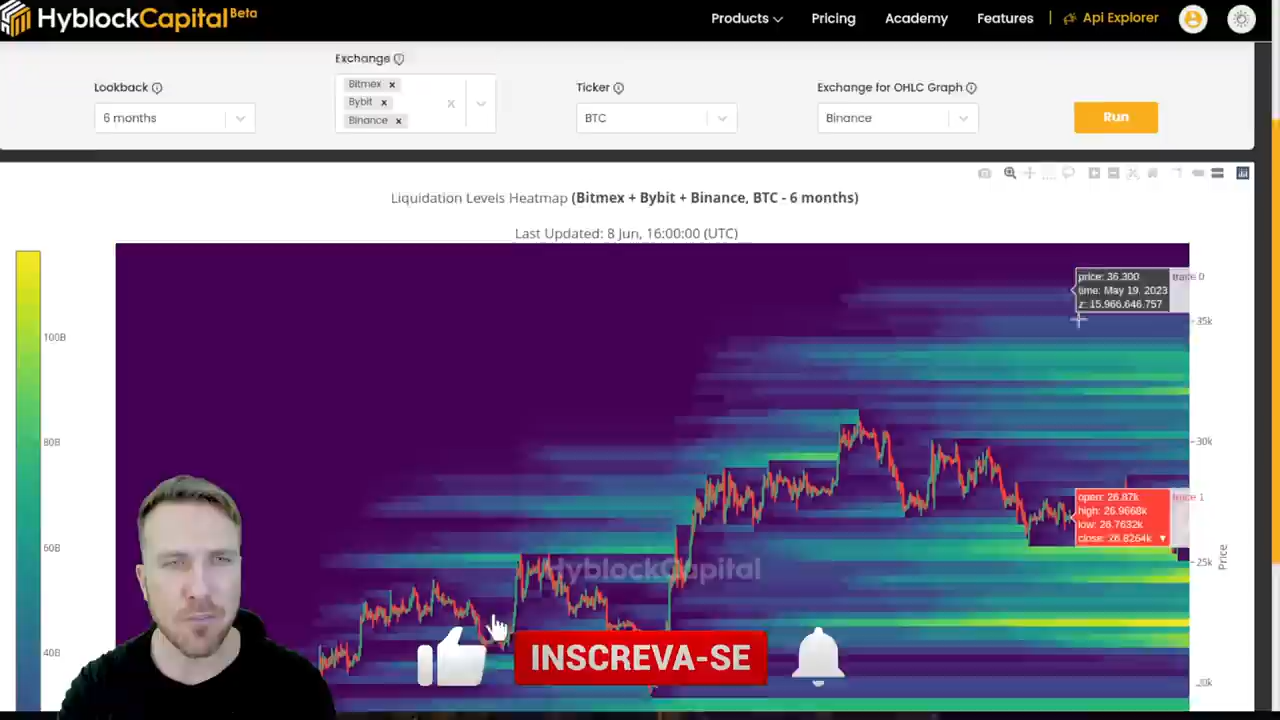 HyblockCapital Beta
Products
Pricing
Academy
Features
Api Explorer
Lookback
6 months
Exchange
Bitmex ×
Bybit ×
Binance ×
Ticker
BTC
Exchange for OHLC Graph
Binance
Run
Liquidation Levels Heatmap (Bitmex + Bybit + Binance, BTC - 6 months)
Last Updated: 8 Jun, 16:00:00 (UTC)
100B
80B
60B
40B
price: 36.300
time: May 19, 2023
z: 15.966.646.757
trace 0
35k
30k
open: 26.87k
high: 26.9668k
low: 26.7632k
close: 26.8264k ▼
trace 1
25k
Price
20k
HyblockCapital
INSCREVA-SE